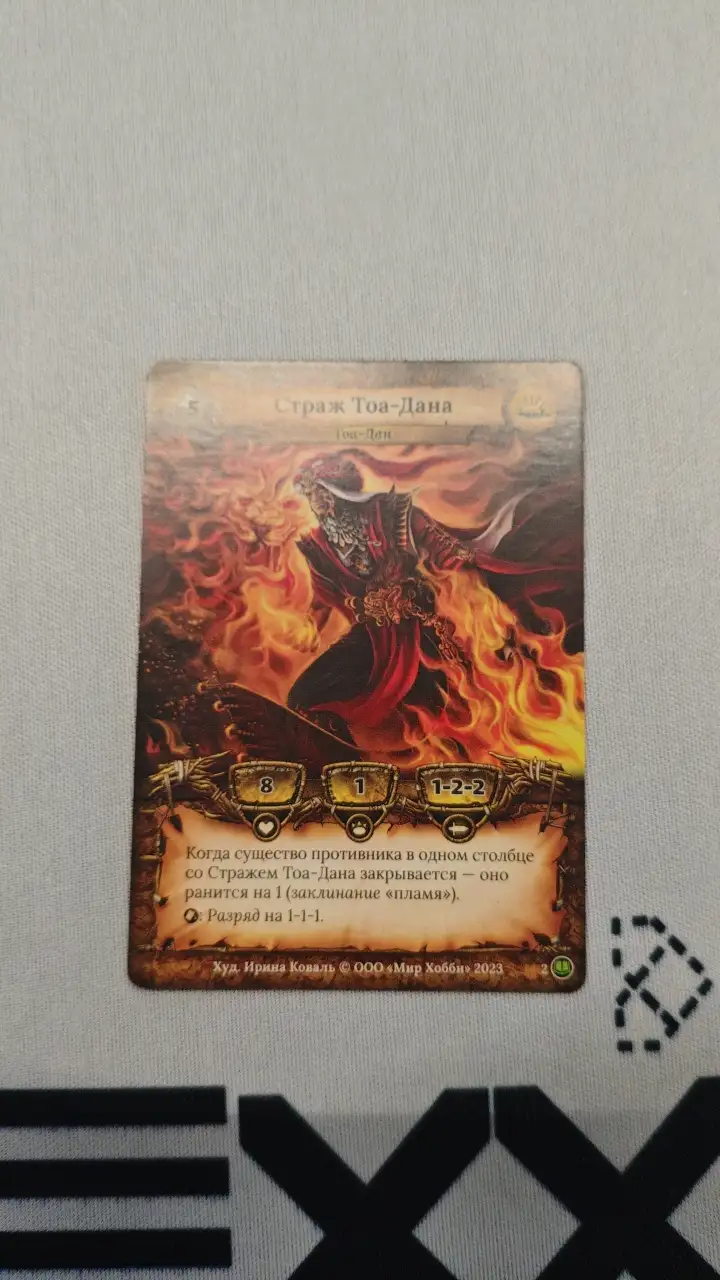 5 Страж Тоа-Дана
Тоа-Дан
8 1 1-2-2
Когда существо противника в одном столбце
со Стражем Тоа-Дана закрывается — оно
ранится на 1 (заклинание «пламя»).
: Разряд на 1-1-1.
Худ. Ирина Коваль © ООО «Мир Хобби» 2023 2
EXX